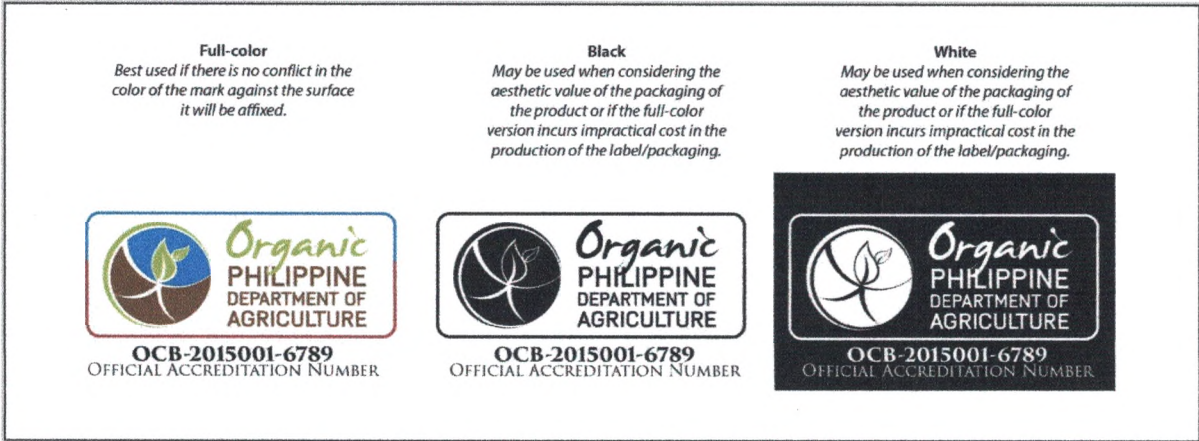 Full-color
Best used if there is no conflict in the
color of the mark against the surface
it will be affixed.
Black
May be used when considering the
aesthetic value of the packaging of
the product or if the full-color
version incurs impractical cost in the
production of the label/packaging.
White
May be used when considering the
aesthetic value of the packaging of
the product or if the full-color
version incurs impractical cost in the
production of the label/packaging.
Organic
PHILIPPINE
DEPARTMENT OF
AGRICULTURE
OCB-2015001-6789
OFFICIAL ACCREDITATION NUMBER
Organic
PHILIPPINE
DEPARTMENT OF
AGRICULTURE
OCB-2015001-6789
OFFICIAL ACCREDITATION NUMBER
Organic
PHILIPPINE
DEPARTMENT OF
AGRICULTURE
OCB-2015001-6789
OFFICIAL ACCREDITATION NUMBER